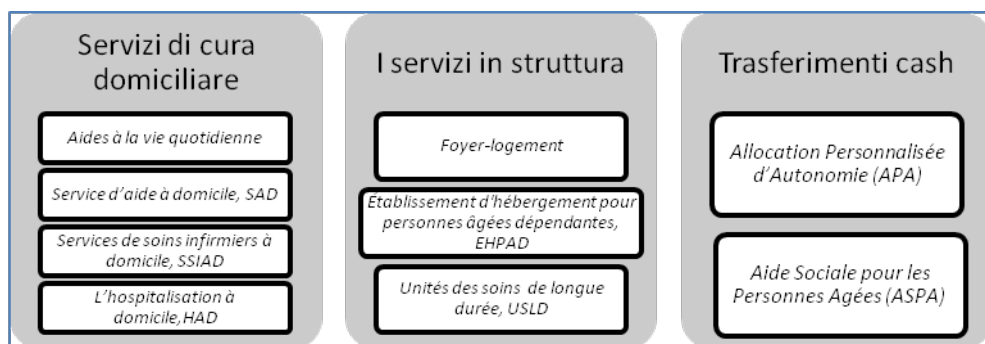 Servizi di cura
domiciliare
Aides à la vie quotidienne
Service d'aide à domicile, SAD
Services de soins infirmiers à
domicile, SSIAD
L'hospitalisation à
domicile,HAD
I servizi in struttura
Foyer-logement
Établissement d'hébergement pour
personnes âgées dépendantes,
EHPAD
Unités des soins de longue
durée, USLD
Trasferimenti cash
Allocation Personnalisée
d'Autonomie (APA)
Aide Sociale pour les
Personnes Agées (ASPA)